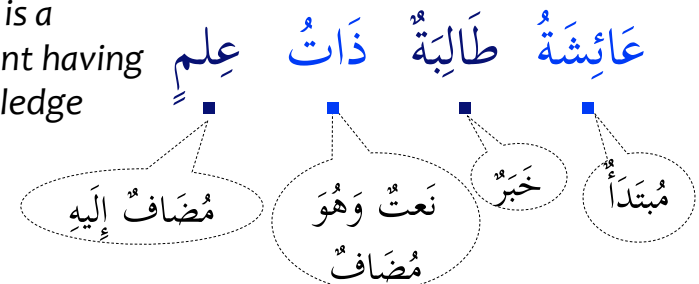 is a
nt having
ledge
عَائِشَةُ طَالِبَةٌ ذَاتُ عِلمٍ
مُبتَدَأٌ
خَبَرٌ
نَعتٌ وَهُوَ
مُضَافٌ
مُضَافٌ إِلَيهِ